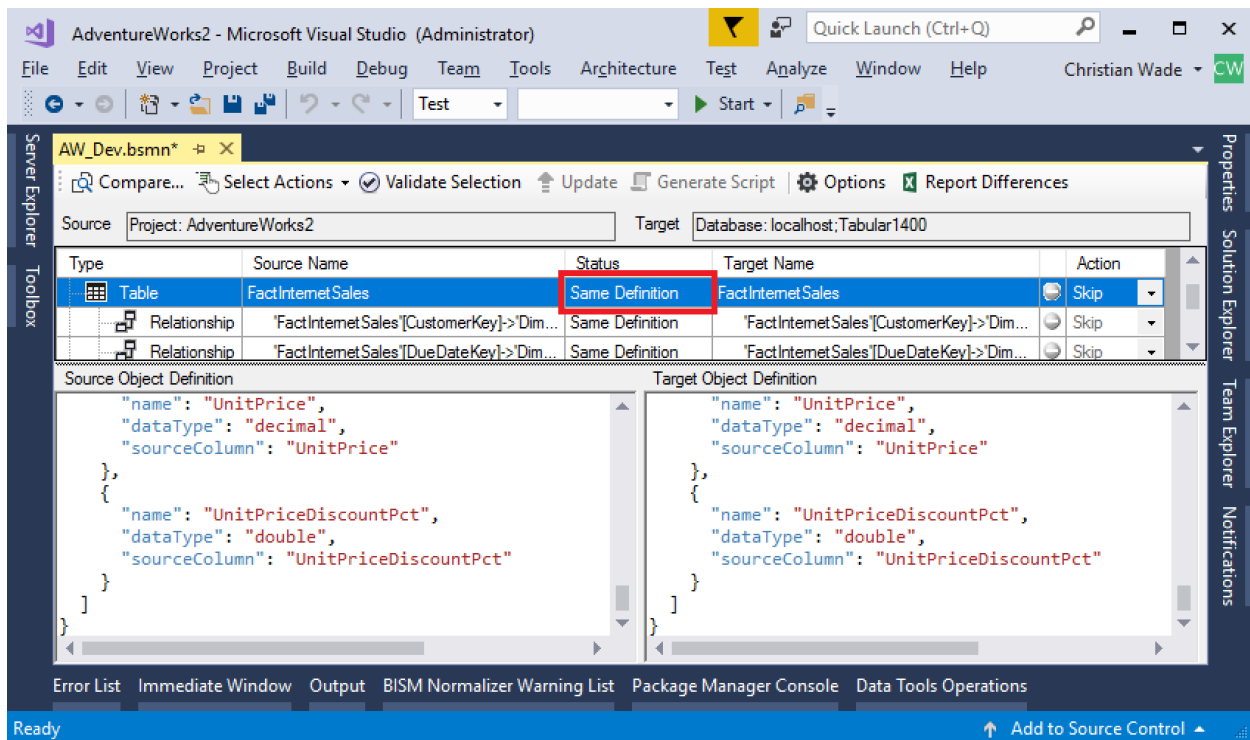 AdventureWorks2 - Microsoft Visual Studio (Administrator)
Quick Launch (Ctrl+Q)
File Edit View Project Build Debug Team Tools Architecture Test Analyze Window Help Christian Wade CW
Test Start
Server Explorer
Toolbox
AW_Dev.bsmn*
Compare... Select Actions Validate Selection Update Generate Script Options Report Differences
Source Project: AdventureWorks2 Target Database: localhost;Tabular1400
Type Source Name Status Target Name Action
Table FactInternetSales Same Definition FactInternetSales Skip
Relationship 'FactInternetSales'[CustomerKey]->'Dim... Same Definition 'FactInternetSales'[CustomerKey]->'Dim... Skip
Relationship 'FactInternetSales'[DueDateKey]->'Dim... Same Definition 'FactInternetSales'[DueDateKey]->'Dim... Skip
Source Object Definition
"name": "UnitPrice",
"dataType": "decimal",
"sourceColumn": "UnitPrice"
},
{
"name": "UnitPriceDiscountPct",
"dataType": "double",
"sourceColumn": "UnitPriceDiscountPct"
}
]
}
Target Object Definition
"name": "UnitPrice",
"dataType": "decimal",
"sourceColumn": "UnitPrice"
},
{
"name": "UnitPriceDiscountPct",
"dataType": "double",
"sourceColumn": "UnitPriceDiscountPct"
}
]
}
Properties
Solution Explorer
Team Explorer
Notifications
Error List Immediate Window Output BISM Normalizer Warning List Package Manager Console Data Tools Operations
Ready Add to Source Control